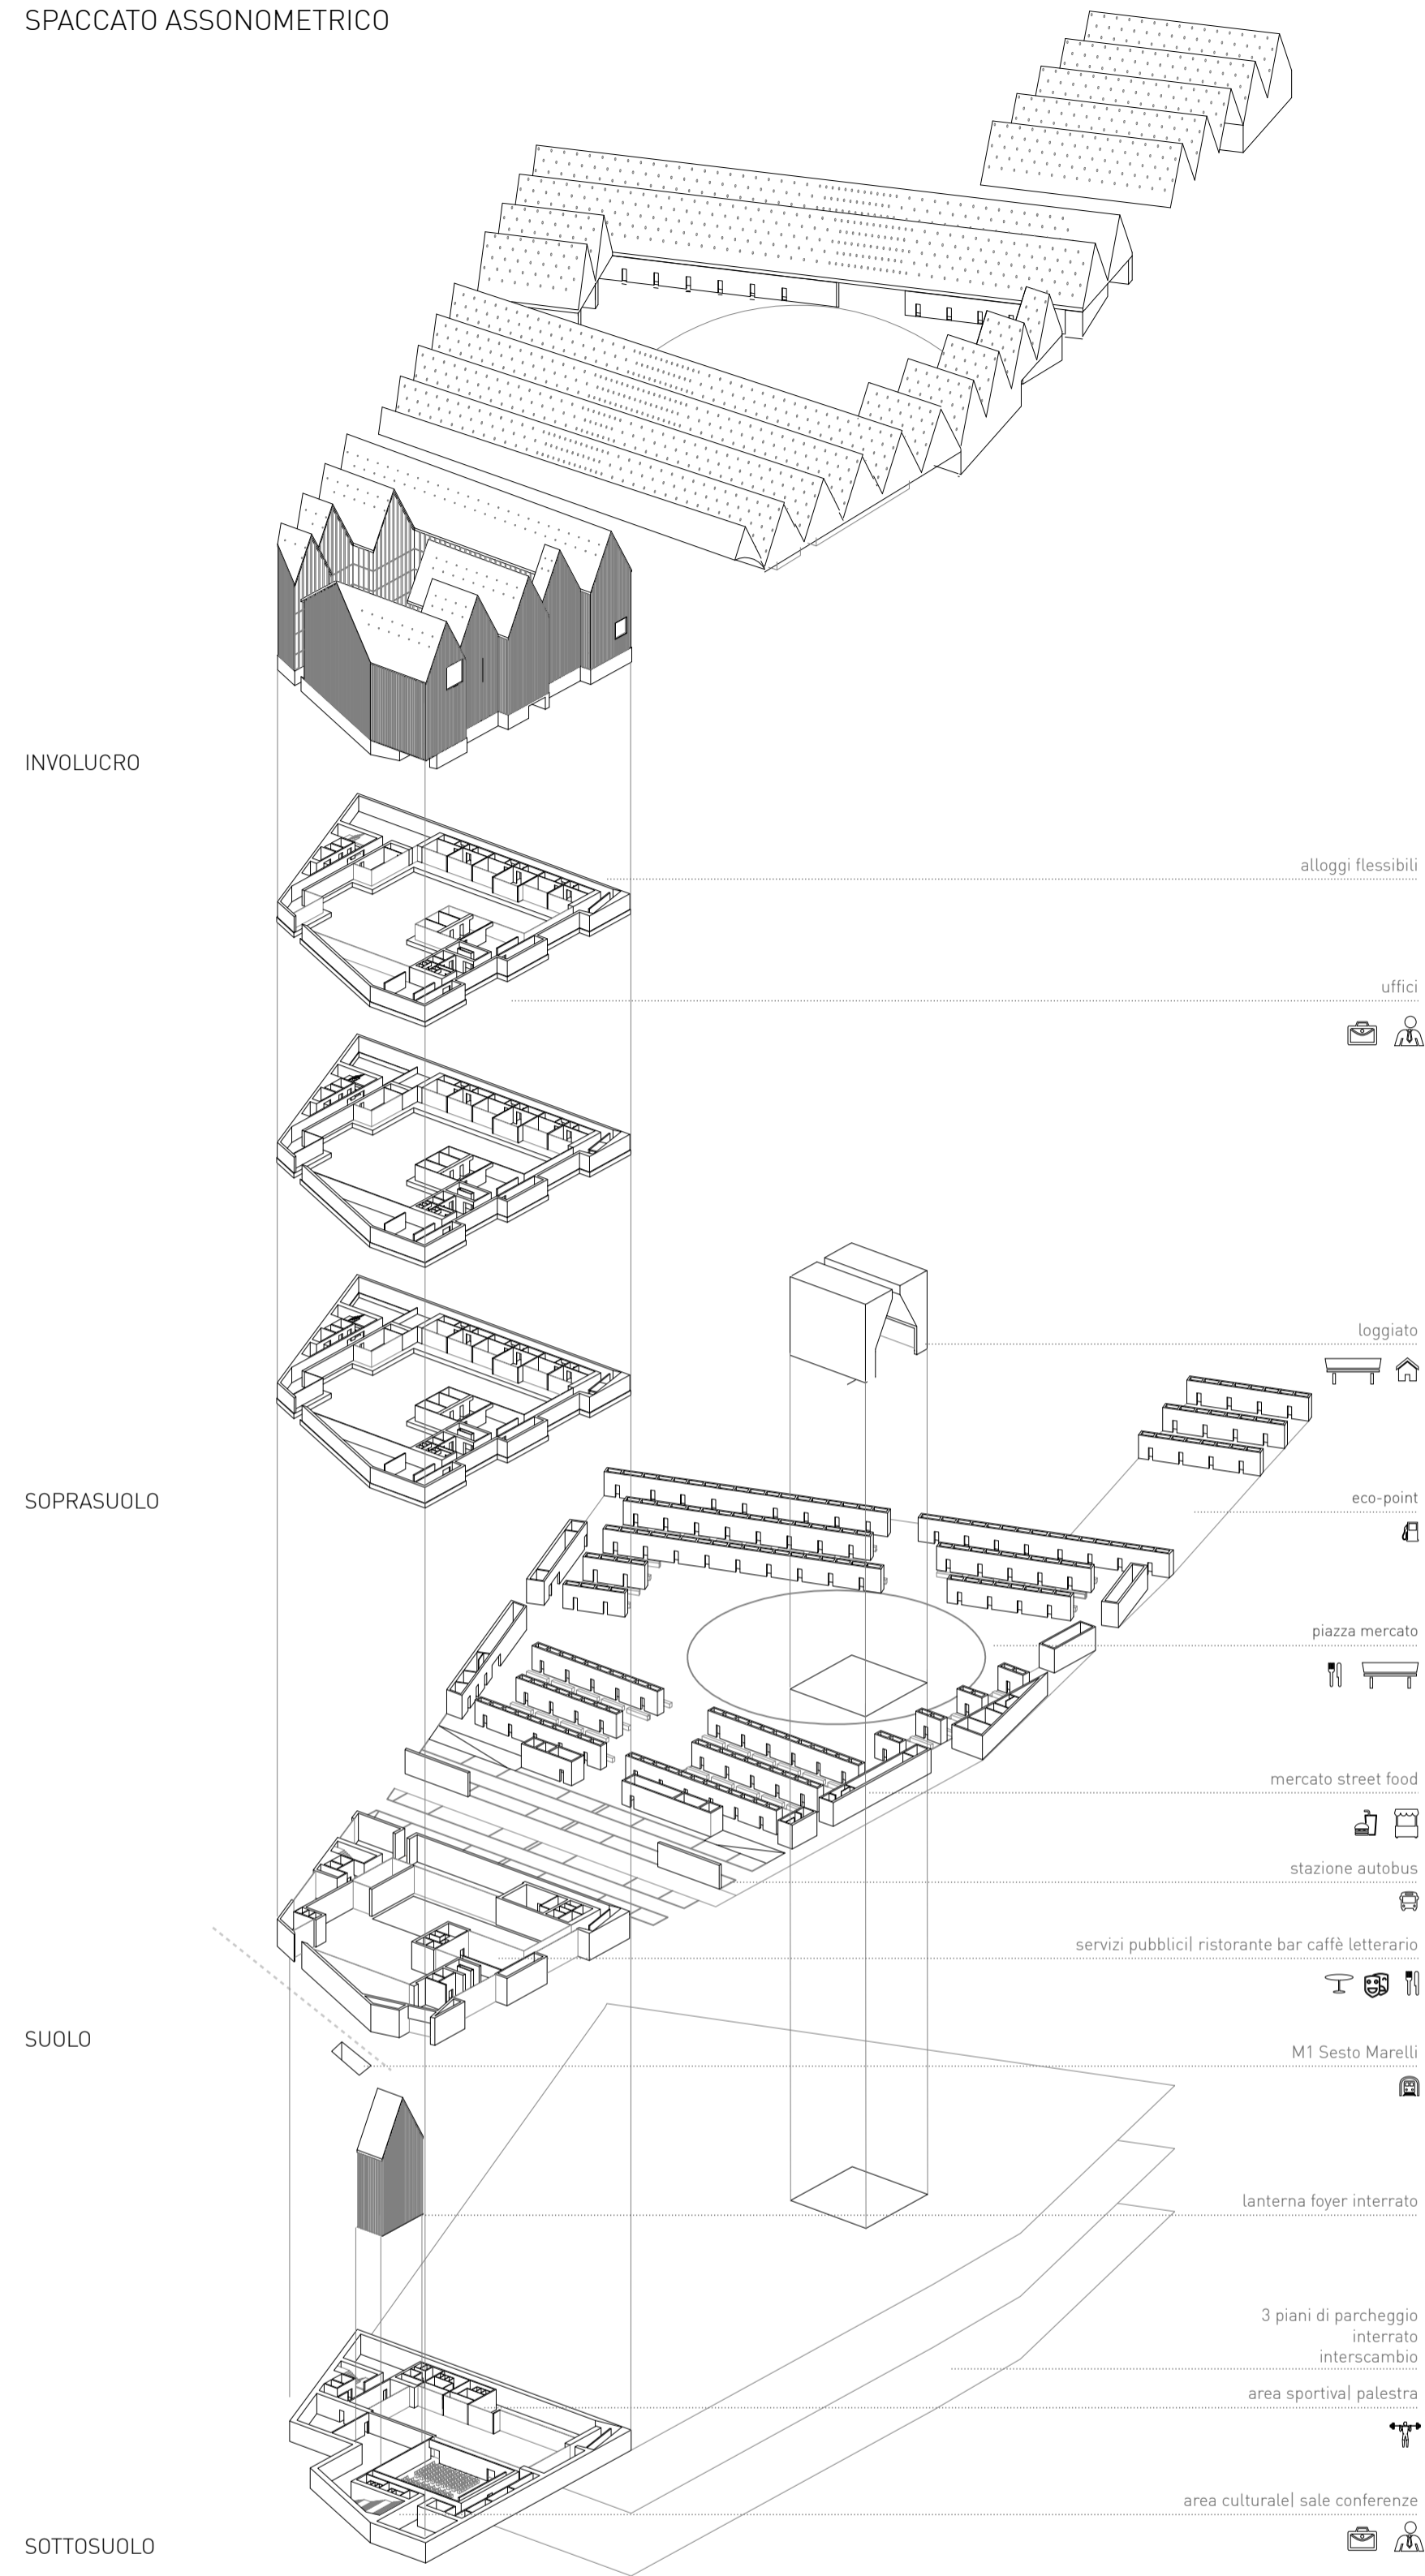 SPACCATO ASSONOMETRICO
INVOLUCRO
alloggi flessibili
uffici
loggiato
SOPRASUOLO
eco-point
piazza mercato
mercato street food
stazione autobus
servizi pubblici| ristorante bar caffè letterario
SUOLO
M1 Sesto Marelli
lanterna foyer interrato
3 piani di parcheggio
interrato
interscambio
area sportiva| palestra
area culturale| sale conferenze
SOTTOSUOLO